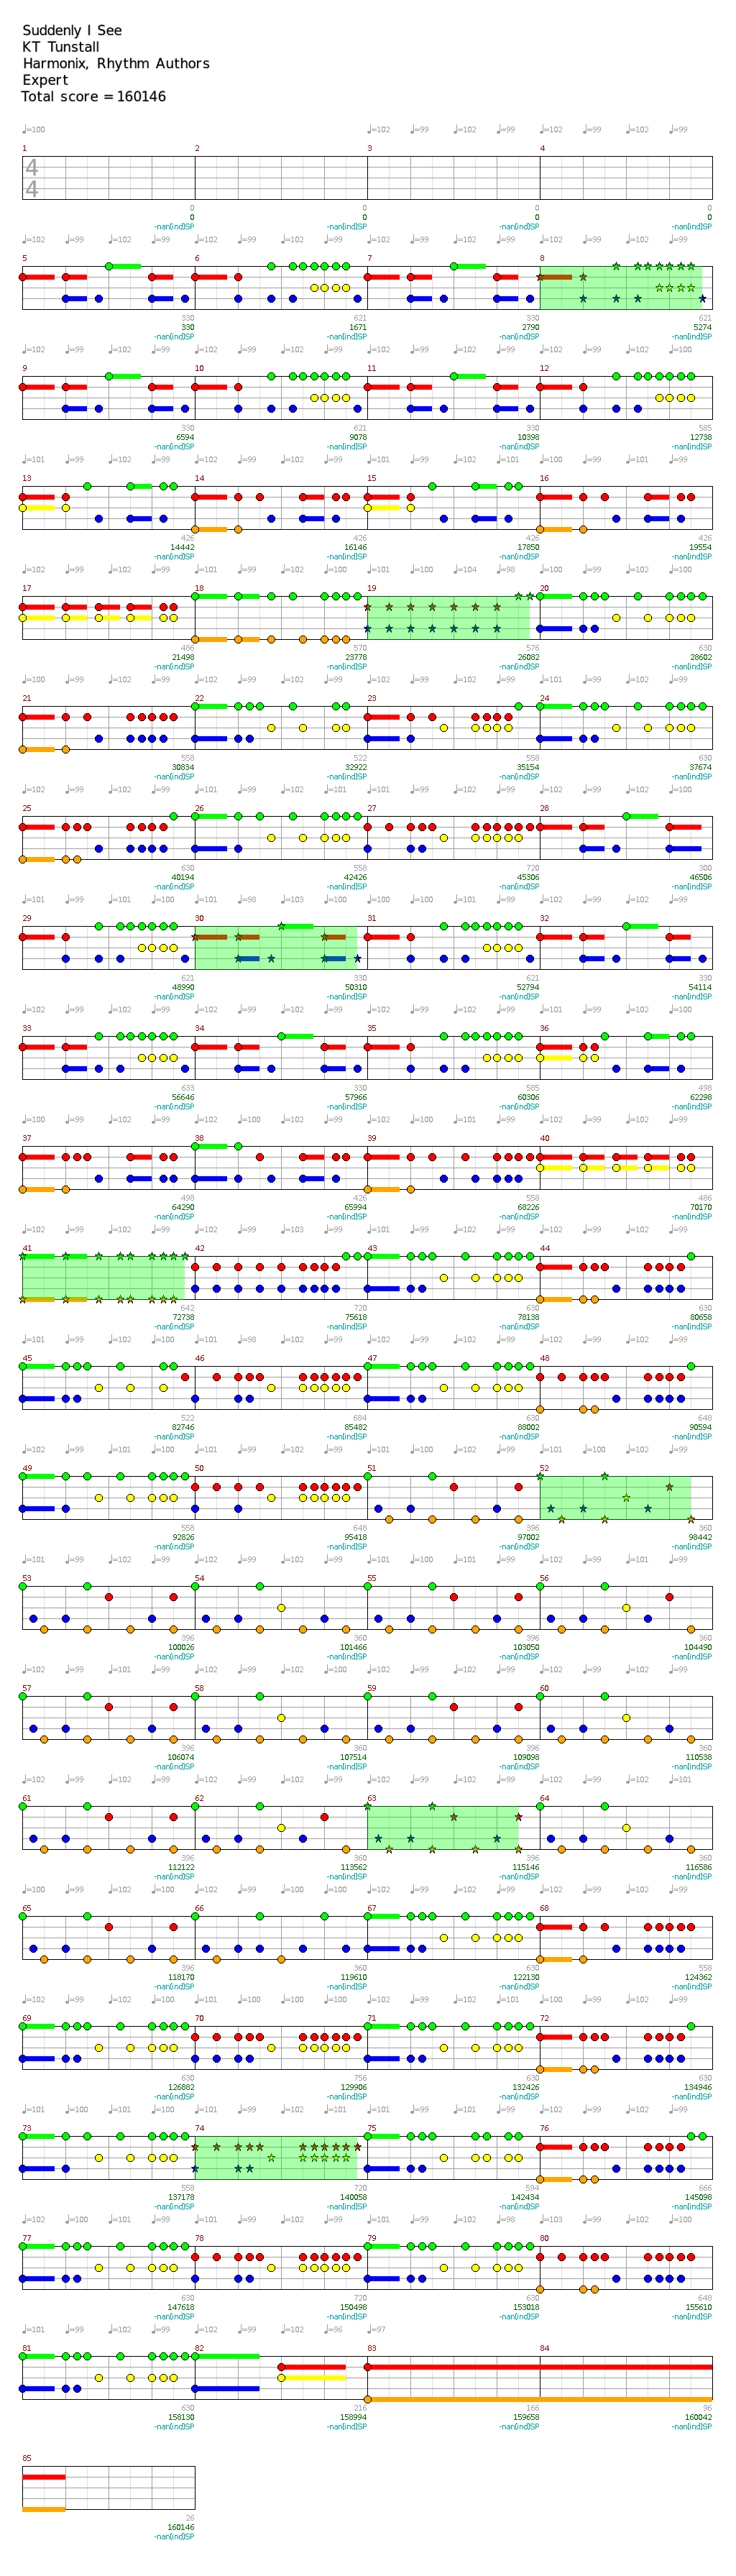 Suddenly I See
KT Tunstall
Harmonix, Rhythm Authors
Expert
Total score = 160146
♩=100 ♩=102 ♩=99 ♩=102 ♩=99
1 2 3 4
4
4
0 0 0 0
0 0 0 0
-nan(ind)SP -nan(ind)SP -nan(ind)SP -nan(ind)SP
5 6 7 8
330 621 330 621
330 1671 2790 5274
-nan(ind)SP -nan(ind)SP -nan(ind)SP -nan(ind)SP
9 10 11 12
330 621 330 585
6594 9078 10398 12738
-nan(ind)SP -nan(ind)SP -nan(ind)SP -nan(ind)SP
13 14 15 16
426 426 426 426
14442 16146 17850 19554
-nan(ind)SP -nan(ind)SP -nan(ind)SP -nan(ind)SP
17 18 19 20
486 570 576 630
21498 23778 26082 28602
-nan(ind)SP -nan(ind)SP -nan(ind)SP -nan(ind)SP
21 22 23 24
558 522 558 630
30834 32922 35154 37674
-nan(ind)SP -nan(ind)SP -nan(ind)SP -nan(ind)SP
25 26 27 28
630 558 720 300
40194 42426 45306 46506
-nan(ind)SP -nan(ind)SP -nan(ind)SP -nan(ind)SP
29 30 31 32
621 330 621 330
48990 50310 52794 54114
-nan(ind)SP -nan(ind)SP -nan(ind)SP -nan(ind)SP
33 34 35 36
633 330 585 498
56646 57966 60306 62298
-nan(ind)SP -nan(ind)SP -nan(ind)SP -nan(ind)SP
37 38 39 40
498 426 558 486
64290 65994 68226 70170
-nan(ind)SP -nan(ind)SP -nan(ind)SP -nan(ind)SP
41 42 43 44
642 720 630 630
72738 75618 78138 80658
-nan(ind)SP -nan(ind)SP -nan(ind)SP -nan(ind)SP
45 46 47 48
522 684 630 648
82746 85482 88002 90594
-nan(ind)SP -nan(ind)SP -nan(ind)SP -nan(ind)SP
49 50 51 52
558 648 396 360
92826 95418 97002 98442
-nan(ind)SP -nan(ind)SP -nan(ind)SP -nan(ind)SP
53 54 55 56
396 360 396 360
100026 101466 103050 104490
-nan(ind)SP -nan(ind)SP -nan(ind)SP -nan(ind)SP
57 58 59 60
396 360 396 360
106074 107514 109098 110538
-nan(ind)SP -nan(ind)SP -nan(ind)SP -nan(ind)SP
61 62 63 64
396 360 396 360
112122 113562 115146 116586
-nan(ind)SP -nan(ind)SP -nan(ind)SP -nan(ind)SP
65 66 67 68
396 360 630 558
118170 119610 122130 124362
-nan(ind)SP -nan(ind)SP -nan(ind)SP -nan(ind)SP
69 70 71 72
630 756 630 630
126882 129906 132426 134946
-nan(ind)SP -nan(ind)SP -nan(ind)SP -nan(ind)SP
73 74 75 76
558 720 594 666
137178 140058 142434 145098
-nan(ind)SP -nan(ind)SP -nan(ind)SP -nan(ind)SP
77 78 79 80
630 720 630 648
147618 150498 153018 155610
-nan(ind)SP -nan(ind)SP -nan(ind)SP -nan(ind)SP
♩=101 ♩=99 ♩=102 ♩=96 ♩=97
81 82 83 84
630 216 166 96
158130 158994 159658 160042
-nan(ind)SP -nan(ind)SP -nan(ind)SP -nan(ind)SP
85
26
160146
-nan(ind)SP